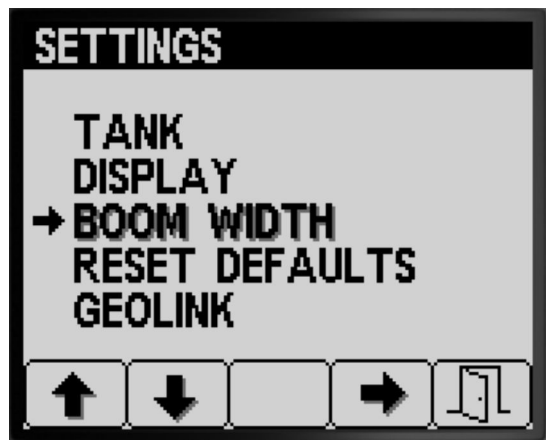 SETTINGS
TANK
DISPLAY
BOOM WIDTH
RESET DEFAULTS
GEOLINK